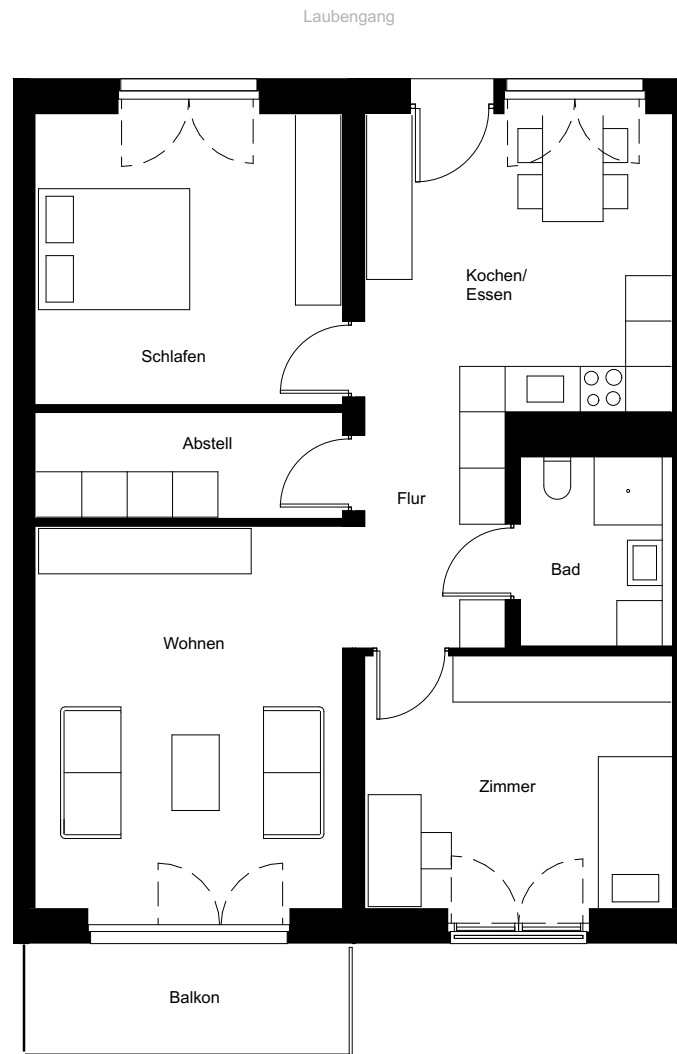 Laubengang
Kochen/
Essen
Schlafen
Abstell
Flur
Bad
Wohnen
Zimmer
Balkon